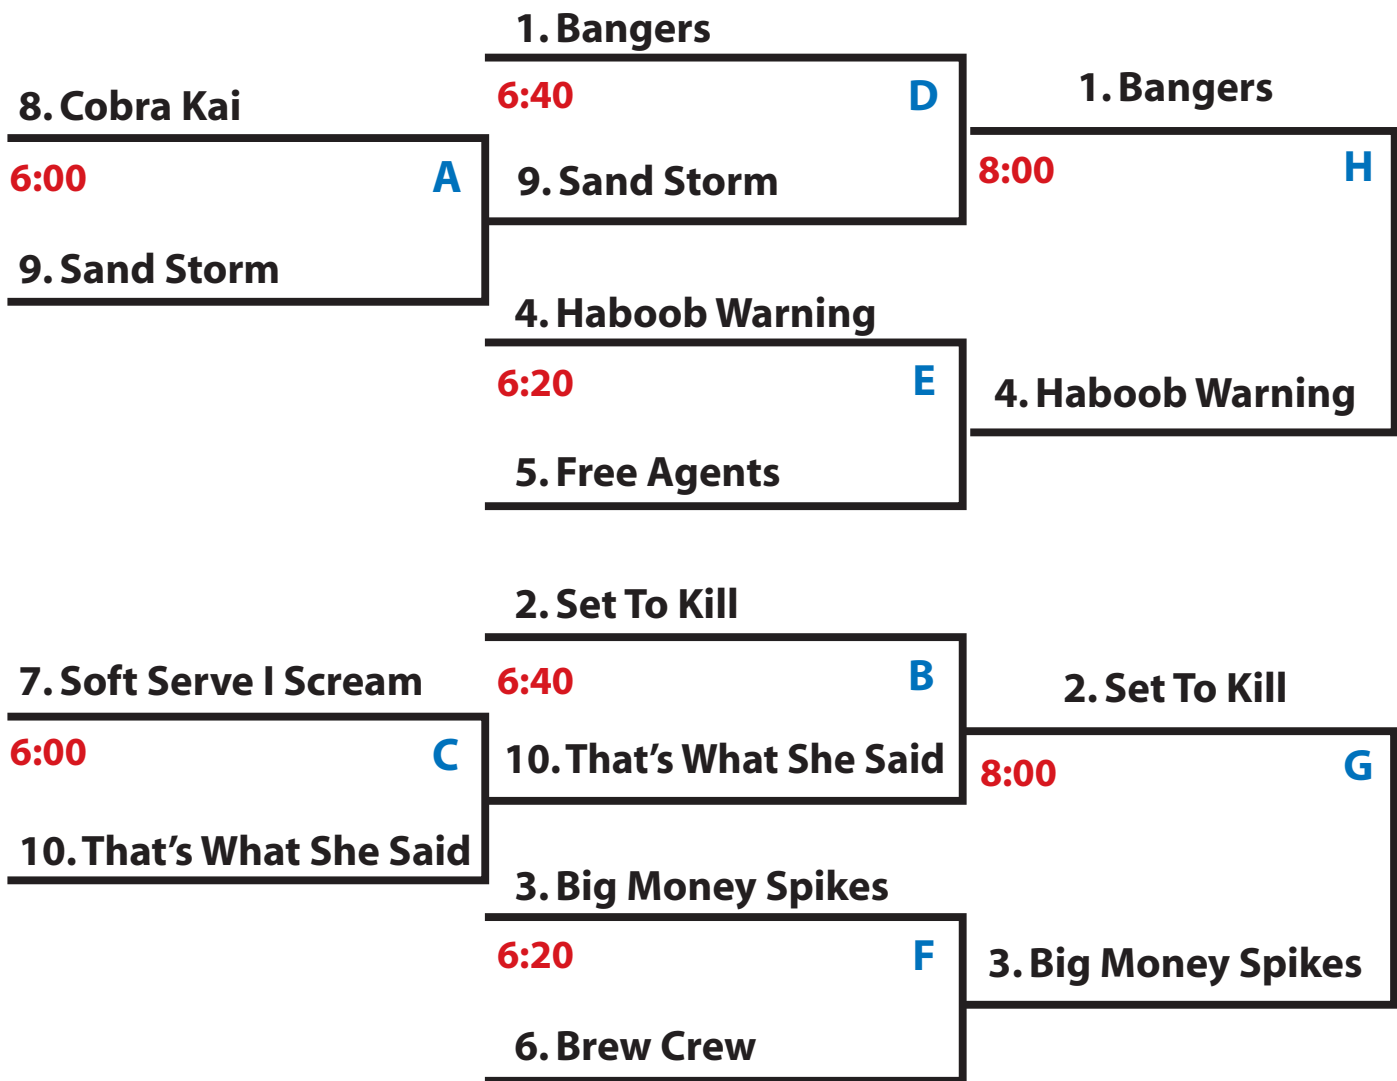 1. Bangers
8. Cobra Kai
6:40 D
1. Bangers
6:00 A
9. Sand Storm
8:00 H
9. Sand Storm
4. Haboob Warning
6:20 E
4. Haboob Warning
5. Free Agents
2. Set To Kill
7. Soft Serve I Scream
6:40 B
2. Set To Kill
6:00 C
10. That's What She Said
8:00 G
10. That's What She Said
3. Big Money Spikes
6:20 F
3. Big Money Spikes
6. Brew Crew